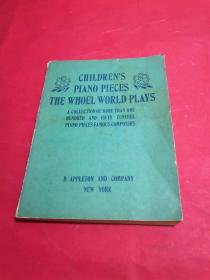 CHILDREN'S
PIANO PIECES
THE WHOEL WORLD PLAYS
A COLLECTION OF MORE THAN ONE
HUNDRED AND FIFTY TUNEFUL
PIANO PIECES FAMOUS COMPOSERS
D. APPLETON AND COMPANY
NEW YORK